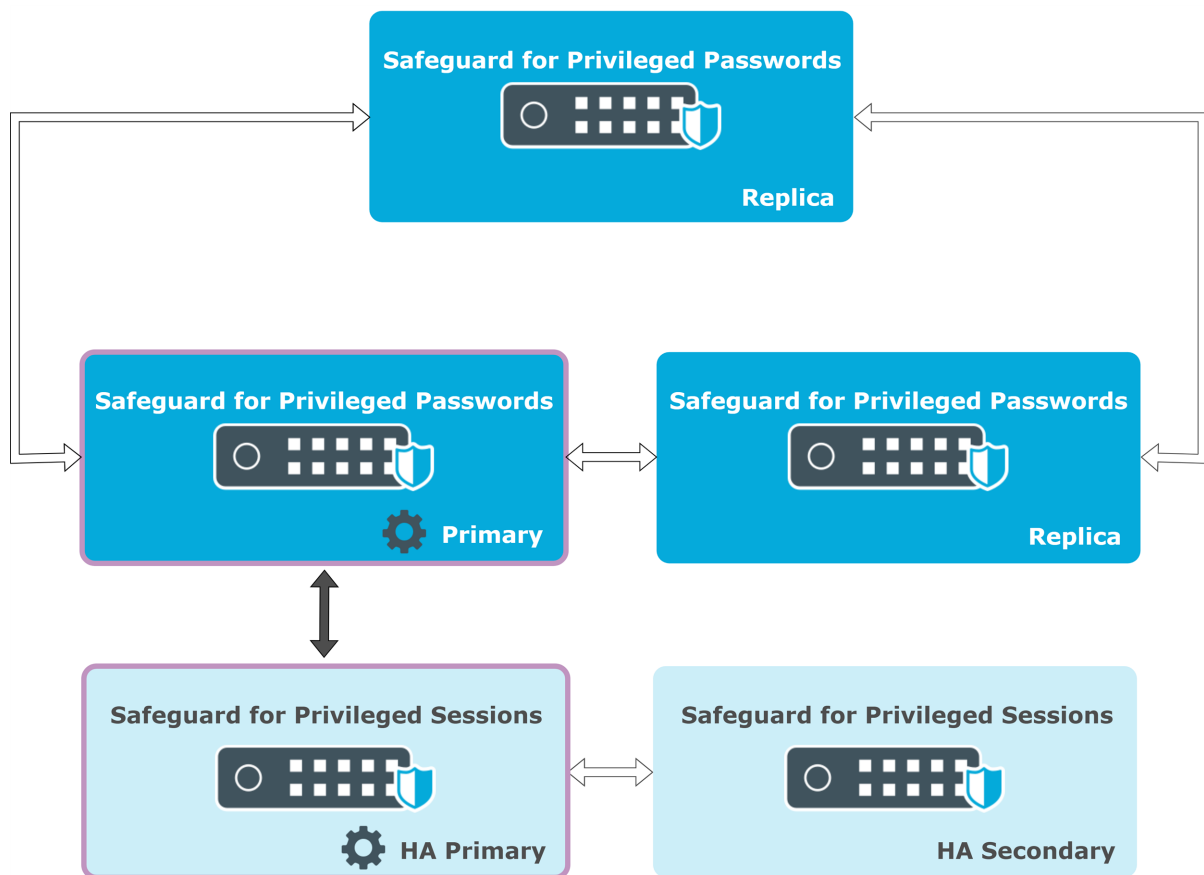 Safeguard for Privileged Passwords
Replica
Safeguard for Privileged Passwords
Primary
Safeguard for Privileged Passwords
Replica
Safeguard for Privileged Sessions
HA Primary
Safeguard for Privileged Sessions
HA Secondary